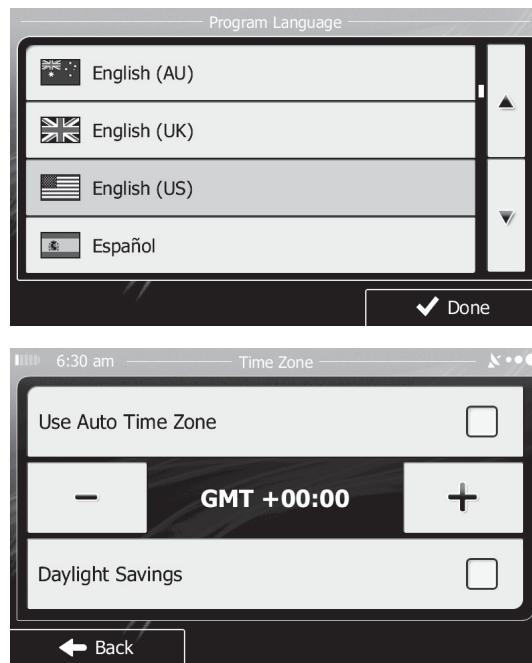 Program Language
English (AU)
English (UK)
English (US)
Español
Done
6:30 am
Time Zone
Use Auto Time Zone
GMT +00:00
Daylight Savings
Back